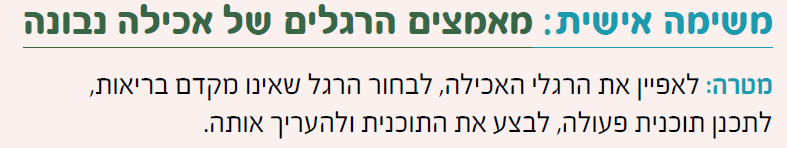 משימה אישית: מאמצים הרגלים של אכילה נבונה
מטרה: לאפיין את הרגלי האכילה, לבחור הרגל שאינו מקדם בריאות,
לתכנן תוכנית פעולה, לבצע את התוכנית ולהעריך אותה.